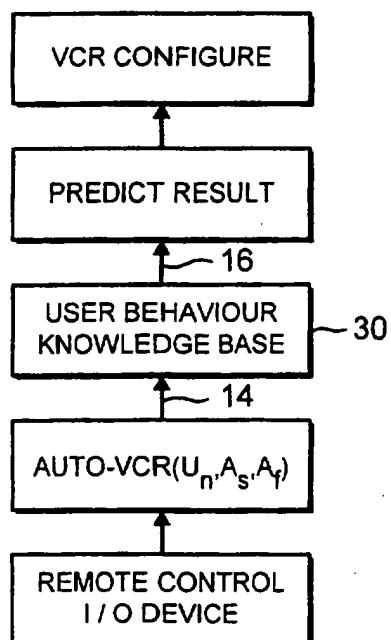 VCR CONFIGURE
PREDICT RESULT
16
USER BEHAVIOUR
KNOWLEDGE BASE
30
14
AUTO-VCR(Un,As,Af)
REMOTE CONTROL
I / O DEVICE